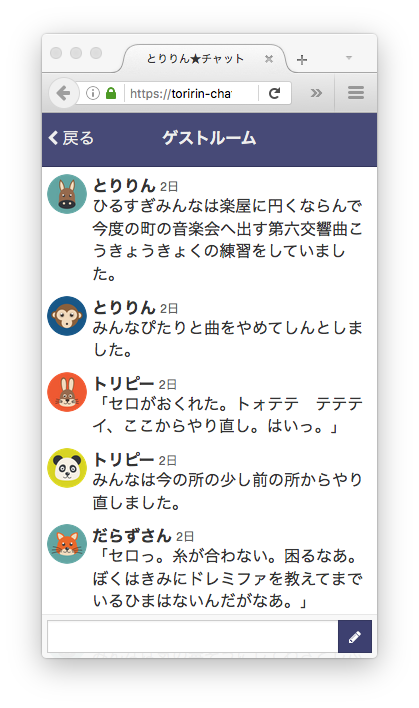 とりりん★チャット
https://toririn-cha
戻る
ゲストルーム
とりりん 2日
ひるすぎみんなは楽屋に円くならんで
今度の町の音楽会へ出す第六交響曲こ
うきょうきょくの練習をしていまし
た。
とりりん 2日
みんなぴたりと曲をやめてしんとしま
した。
トリピー 2日
「セロがおくれた。トォテテ　テテテ
イ、ここからやり直し。はいっ。」
トリピー 2日
みんなは今の所の少し前の所からやり
直しました。
だらずさん 2日
「セロっ。糸が合わない。困るなあ。
ぼくはきみにドレミファを教えてまで
いるひまはないんだがなあ。」